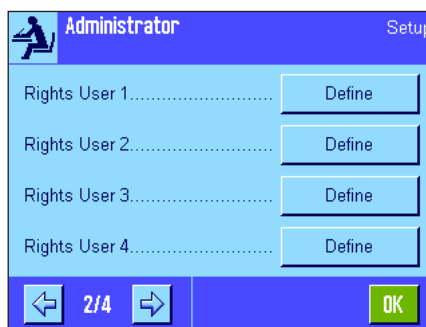 Administrator Setup
Rights User 1......................... Define
Rights User 2......................... Define
Rights User 3......................... Define
Rights User 4......................... Define
2/4 OK